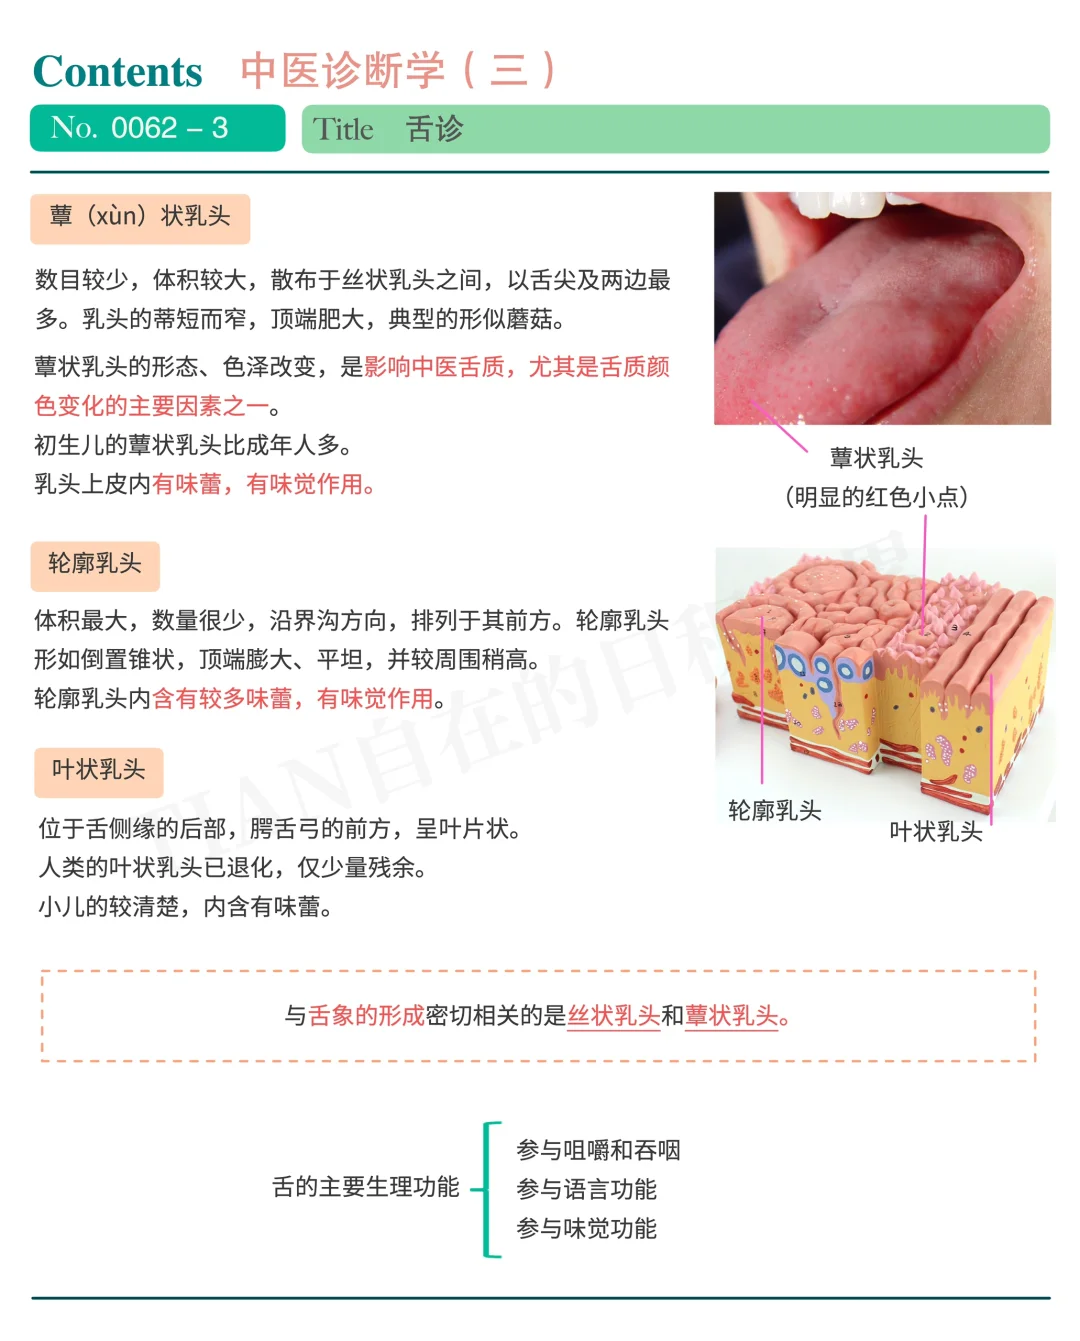 Contents 中医诊断学（三）
No. 0062 – 3
Title 舌诊
蕈（xùn）状乳头
数目较少，体积较大，散布于丝状乳头之间，以舌尖及两边最
多。乳头的蒂短而窄，顶端肥大，典型的形似蘑菇。
蕈状乳头的形态、色泽改变，是影响中医舌质，尤其是舌质颜
色变化的主要因素之一。
初生儿的蕈状乳头比成年人多。
乳头上皮内有味蕾，有味觉作用。
蕈状乳头
（明显的红色小点）
轮廓乳头
体积最大，数量很少，沿界沟方向，排列于其前方。轮廓乳头
形如倒置锥状，顶端膨大、平坦，并较周围稍高。
轮廓乳头内含有较多味蕾，有味觉作用。
轮廓乳头
叶状乳头
叶状乳头
位于舌侧缘的后部，腭舌弓的前方，呈叶片状。
人类的叶状乳头已退化，仅少量残余。
小儿的较清楚，内含有味蕾。
与舌象的形成密切相关的是丝状乳头和蕈状乳头。
舌的主要生理功能
参与咀嚼和吞咽
参与语言功能
参与味觉功能